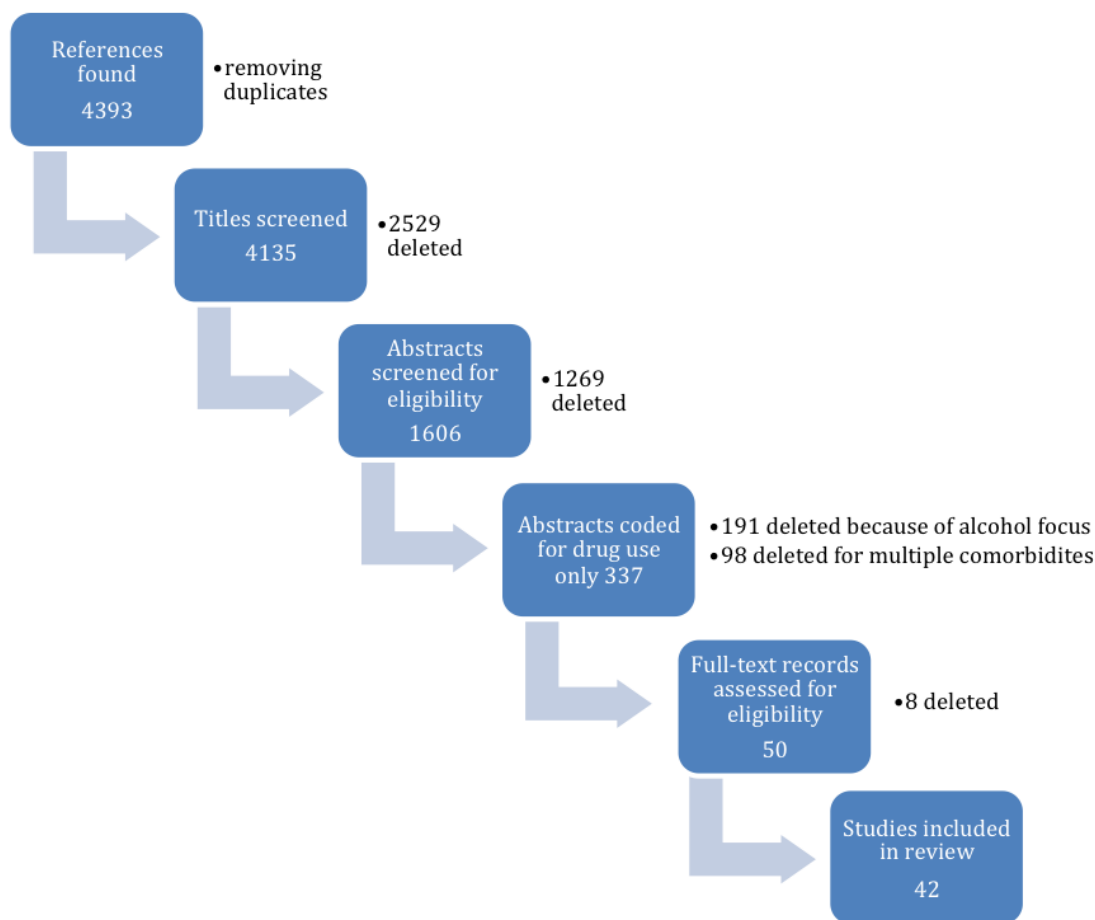 References
found
4393
•removing
duplicates
Titles screened
4135
•2529
deleted
Abstracts
screened for
eligibility
1606
•1269
deleted
Abstracts coded
for drug use
only 337
•191 deleted because of alcohol focus
•98 deleted for multiple comorbidites
Full-text records
assessed for
eligibility
50
•8 deleted
Studies included
in review
42